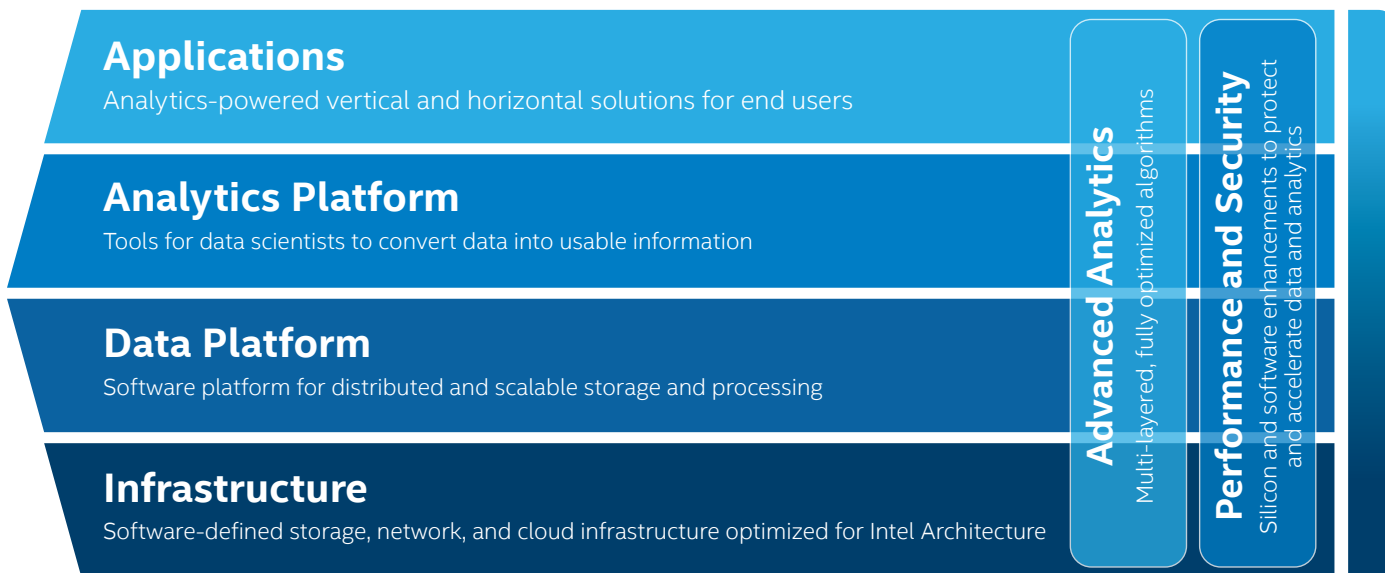 Applications
Analytics-powered vertical and horizontal solutions for end users
Analytics Platform
Tools for data scientists to convert data into usable information
Data Platform
Software platform for distributed and scalable storage and processing
Infrastructure
Software-defined storage, network, and cloud infrastructure optimized for Intel Architecture
Advanced Analytics
Multi-layered, fully optimized algorithms
Performance and Security
Silicon and software enhancements to protect
and accelerate data and analytics